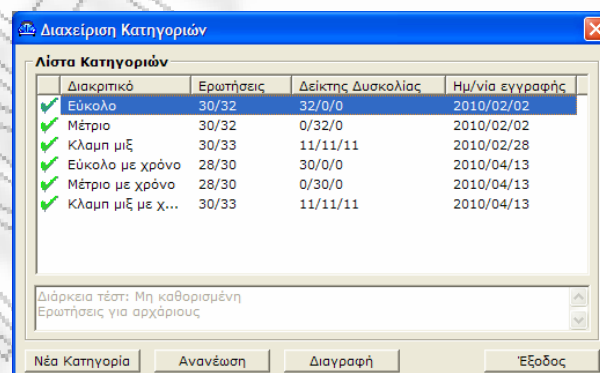 Διαχείριση Κατηγοριών
Λίστα Κατηγοριών
Διακριτικό Ερωτήσεις Δείκτης Δυσκολίας Ημ/νία εγγραφής
Εύκολο 30/32 32/0/0 2010/02/02
Μέτριο 30/32 0/32/0 2010/02/02
Κλαμπ μιξ 30/33 11/11/11 2010/02/28
Εύκολο με χρόνο 28/30 30/0/0 2010/04/13
Μέτριο με χρόνο 28/30 0/30/0 2010/04/13
Κλαμπ μιξ με χ... 30/33 11/11/11 2010/04/13
Διάρκεια τέστ: Μη καθορισμένη
Ερωτήσεις για αρχάριους
Νέα Κατηγορία Ανανέωση Διαγραφή Έξοδος